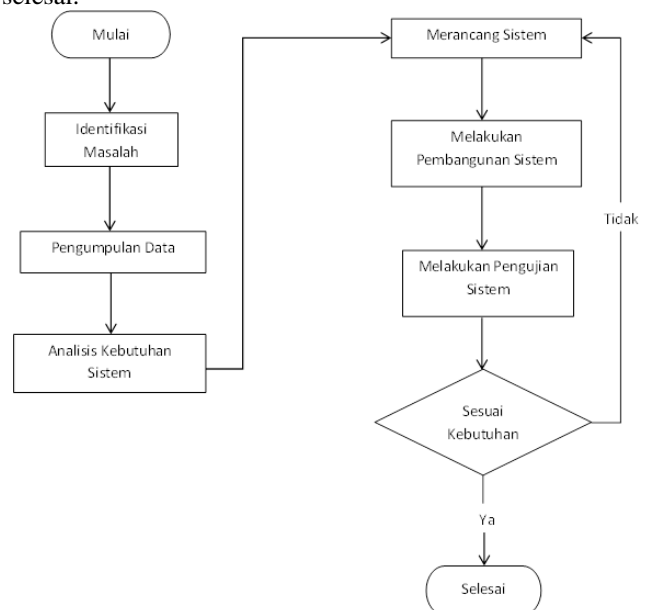 selesai.
Mulai
Identifikasi
Masalah
Pengumpulan Data
Analisis Kebutuhan
Sistem
Merancang Sistem
Melakukan
Pembangunan Sistem
Melakukan Pengujian
Sistem
Sesuai
Kebutuhan
Tidak
Ya
Selesai